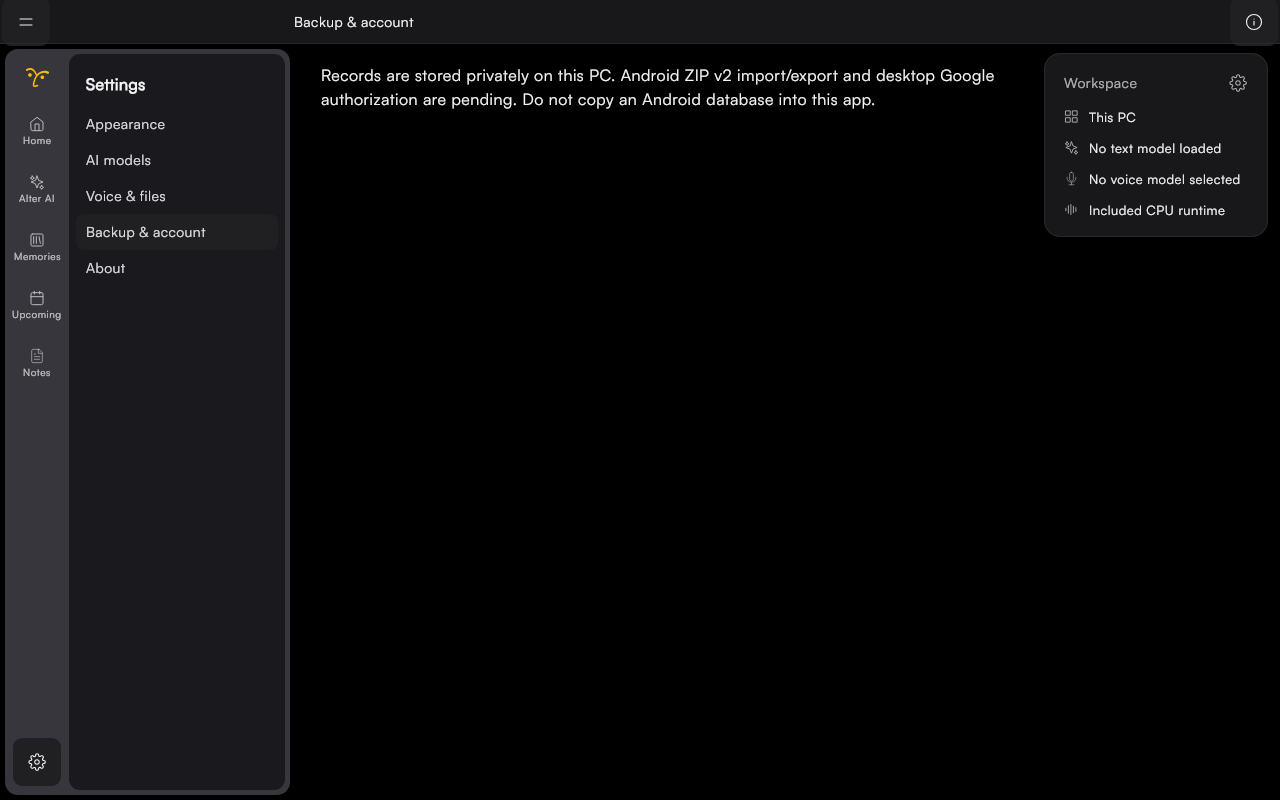 Backup & account
Settings
Appearance
AI models
Voice & files
Backup & account
About
Home
Alter AI
Memories
Upcoming
Notes
Records are stored privately on this PC. Android ZIP v2 import/export and desktop Google
authorization are pending. Do not copy an Android database into this app.
Workspace
This PC
No text model loaded
No voice model selected
Included CPU runtime